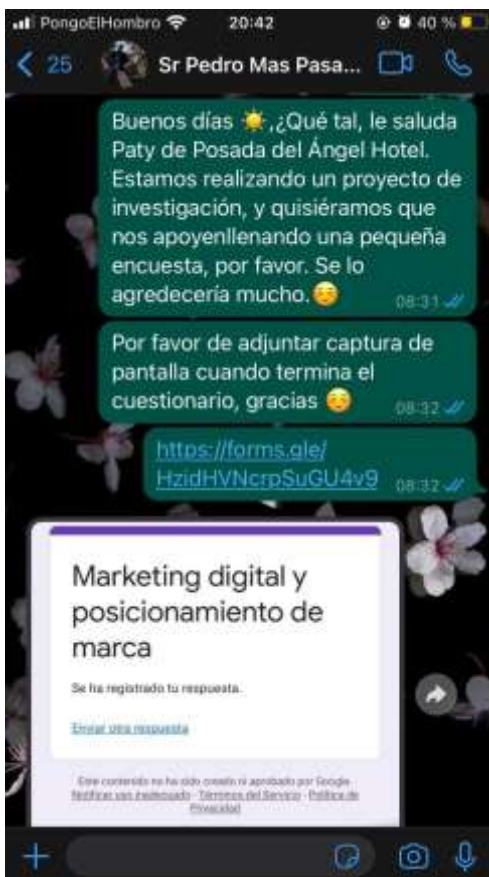 PongoElHombro 20:42 40 %
25 Sr Pedro Mas Pasa...
Buenos días ☀️,¿Qué tal, le saluda
Paty de Posada del Ángel Hotel.
Estamos realizando un proyecto de
investigación, y quisiéramos que
nos apoyenllenando una pequeña
encuesta, por favor. Se lo
agredecería mucho.☺️ 08:31
Por favor de adjuntar captura de
pantalla cuando termina el
cuestionario, gracias ☺️ 08:32
https://forms.gle/
HzidHVNcrpSuGU4v9 08:32
Marketing digital y
posicionamiento de
marca
Se ha registrado tu respuesta.
Enviar otra respuesta
Este contenido no ha sido creado ni aprobado por Google.
Notificar uso inadecuado - Términos del Servicio - Política de
Privacidad